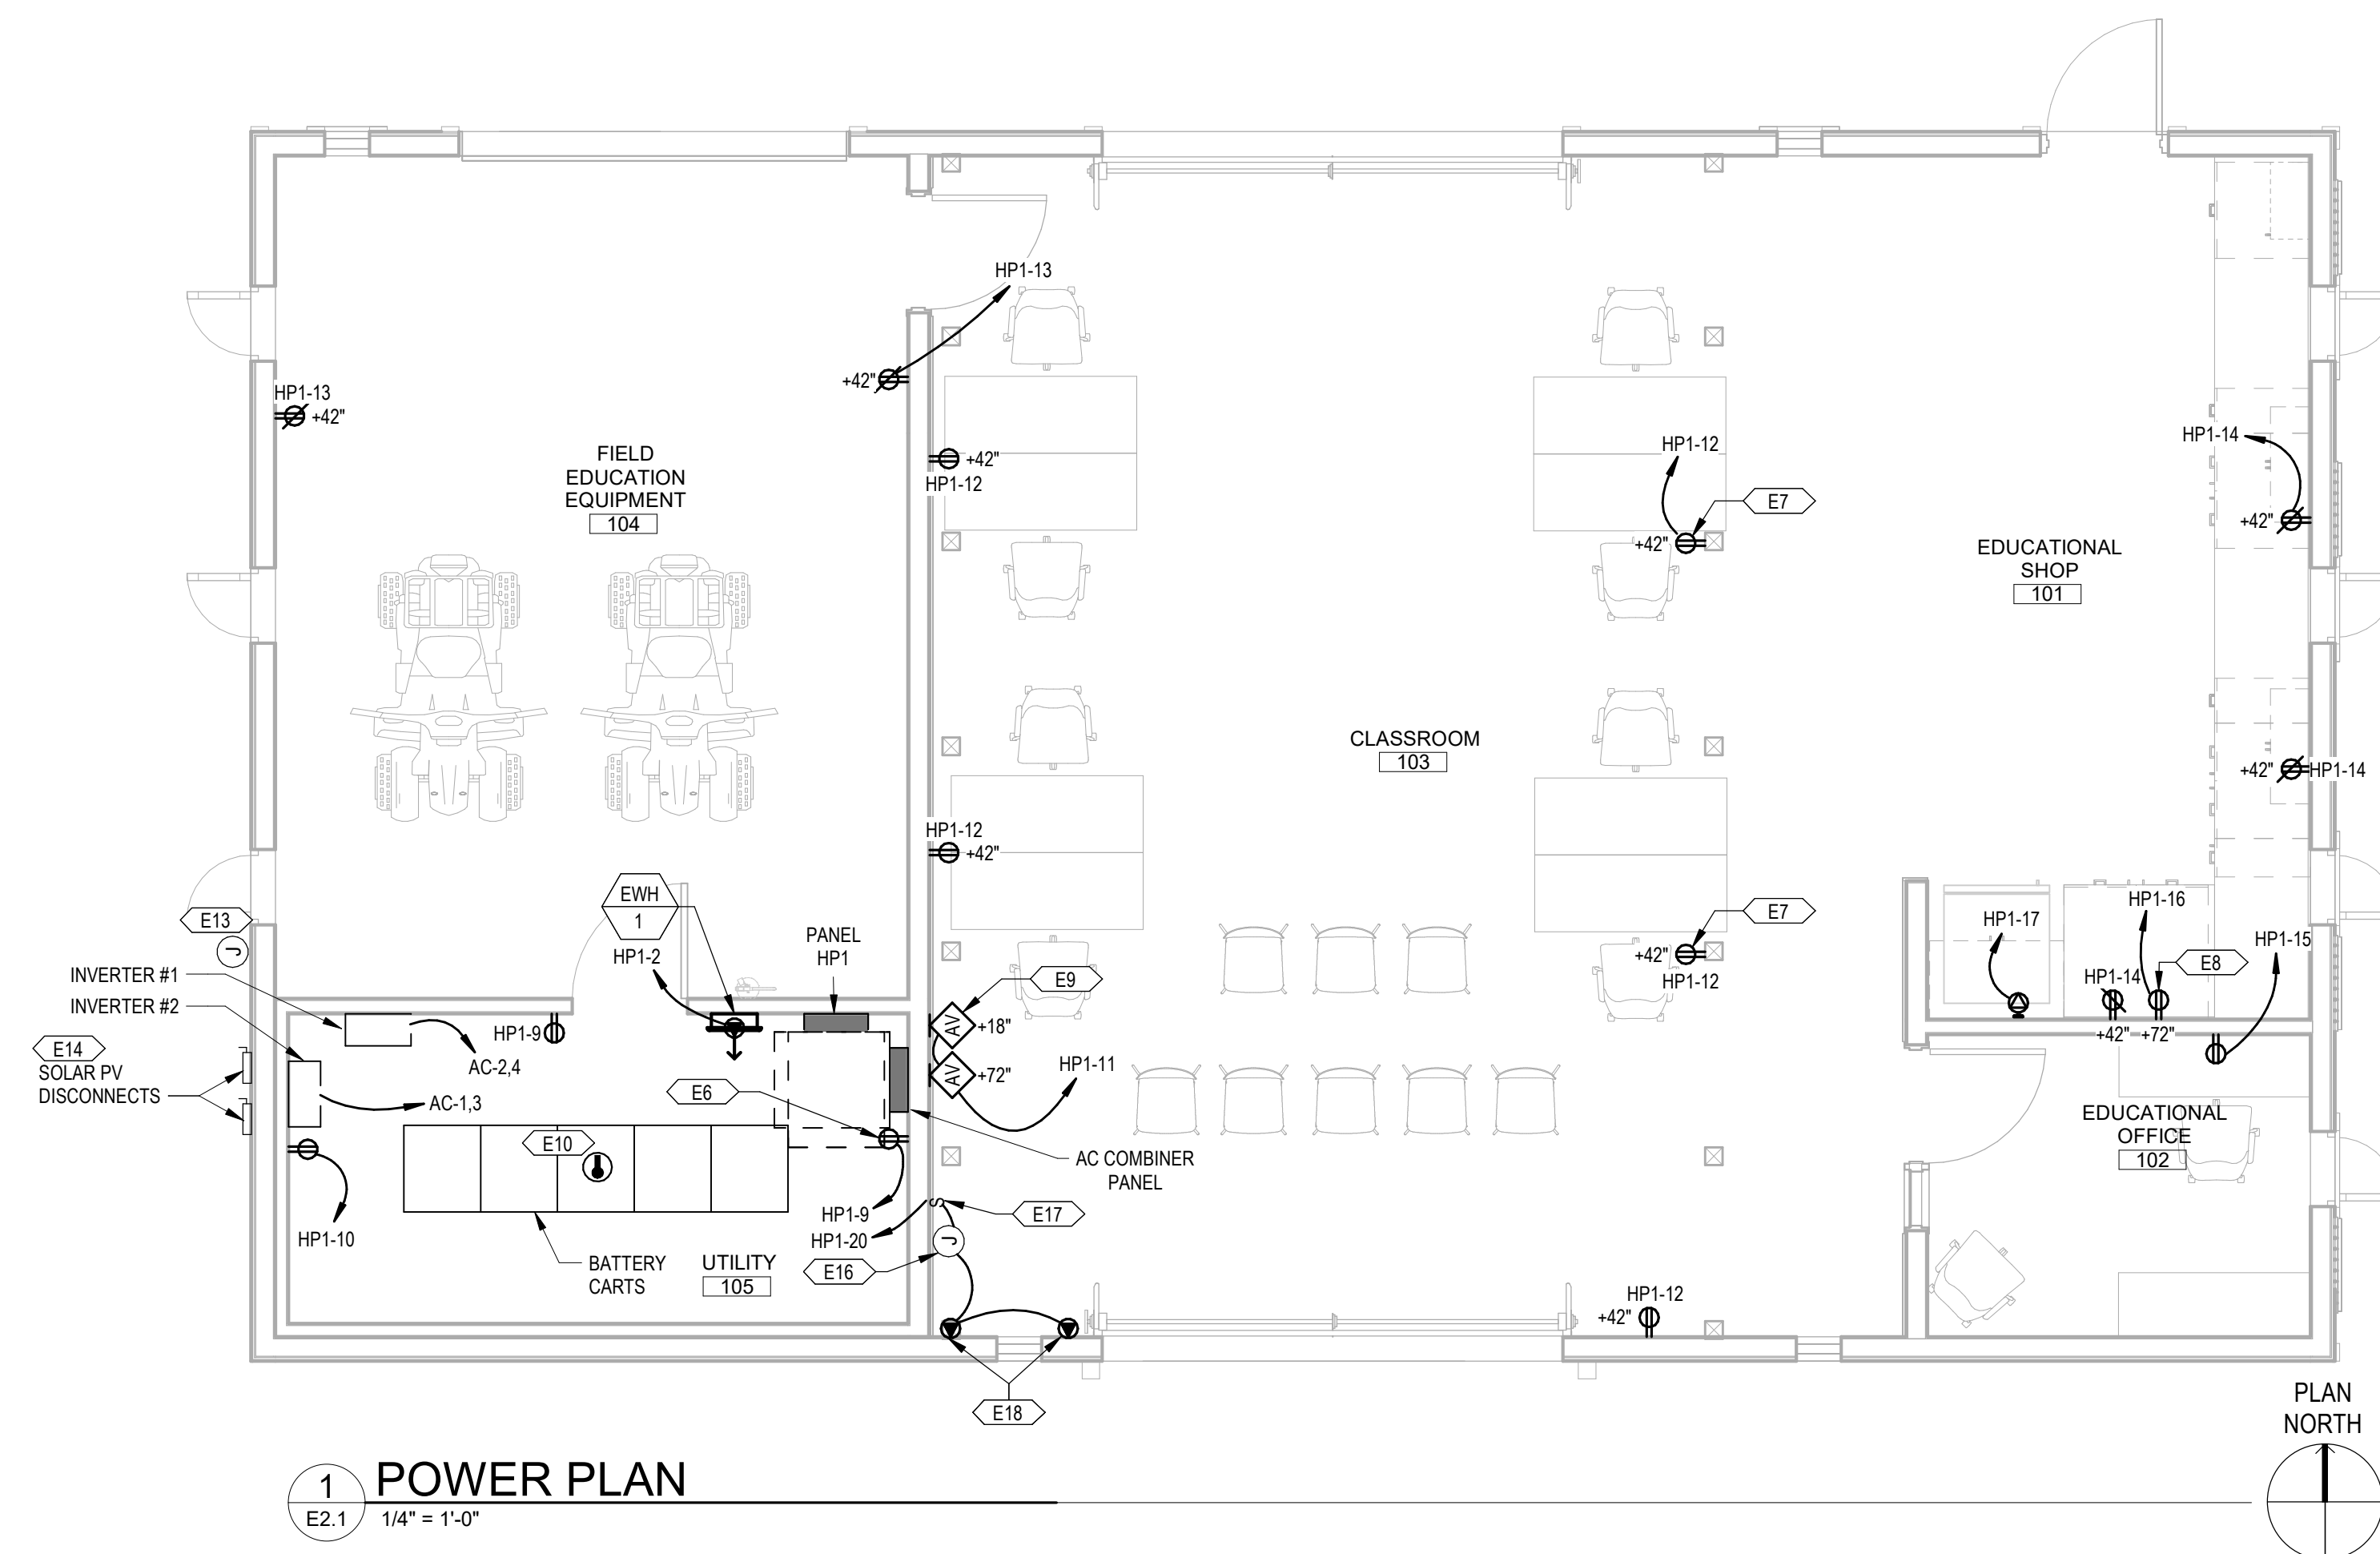 HP1-13
HP1-13
+42"
+42"
FIELD
EDUCATION
EQUIPMENT
104
+42"
HP1-12
HP1-12
E7
+42"
HP1-14
+42"
EDUCATIONAL
SHOP
101
CLASSROOM
103
+42"
HP1-14
HP1-12
+42"
EWH
1
HP1-2
PANEL
HP1
E7
+42"
HP1-12
E13
J
INVERTER #1
INVERTER #2
E14
SOLAR PV
DISCONNECTS
HP1-9
AC-2,4
AC-1,3
E9
AV
+18"
AV
+72"
HP1-11
E6
E10
HP1-10
HP1-9
HP1-20
S
E17
J
E16
BATTERY
CARTS
UTILITY
105
AC COMBINER
PANEL
HP1-17
HP1-16
HP1-14
E8
HP1-15
+42"
+72"
EDUCATIONAL
OFFICE
102
HP1-12
+42"
E18
PLAN
NORTH
1
E2.1
POWER PLAN
1/4" = 1'-0"